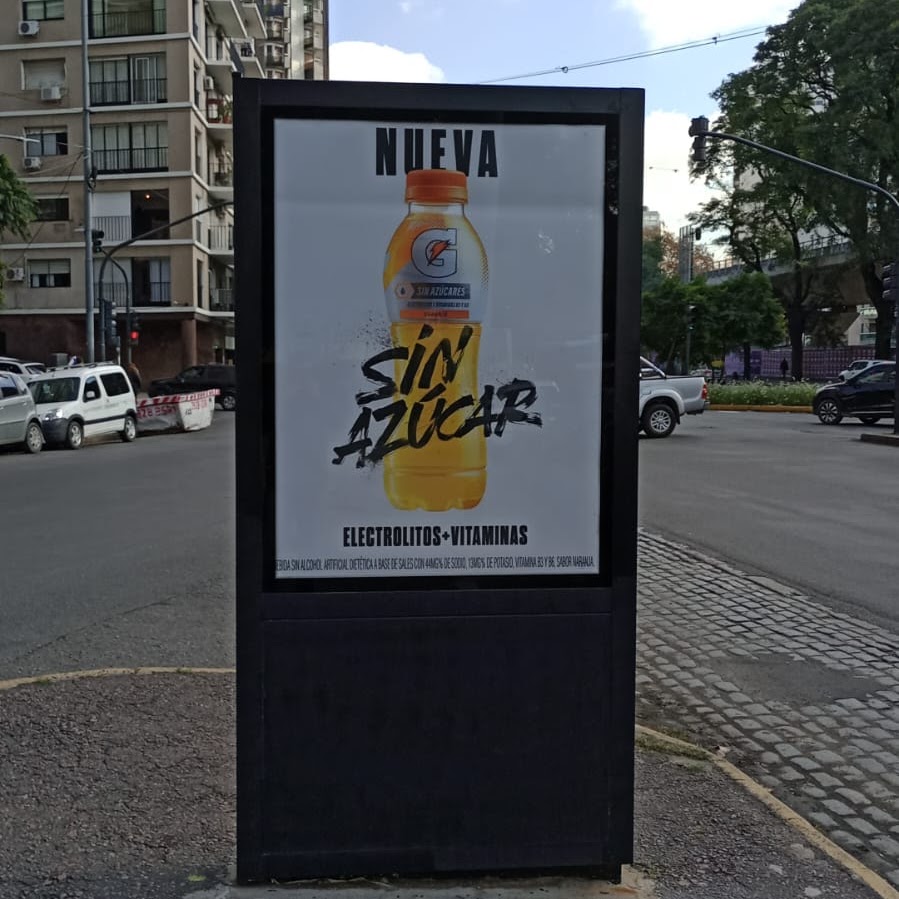 NUEVA
G
SIN AZÚCARES
SIN
AZÚCAR
ELECTROLITOS+VITAMINAS
EBIDA SIN ALCOHOL ARTIFICIAL DIETÉTICA A BASE DE SALES CON 44MG% DE SODIO, 13MG% DE POTASIO, VITAMINA B3 Y B6, SABOR NARANJA.